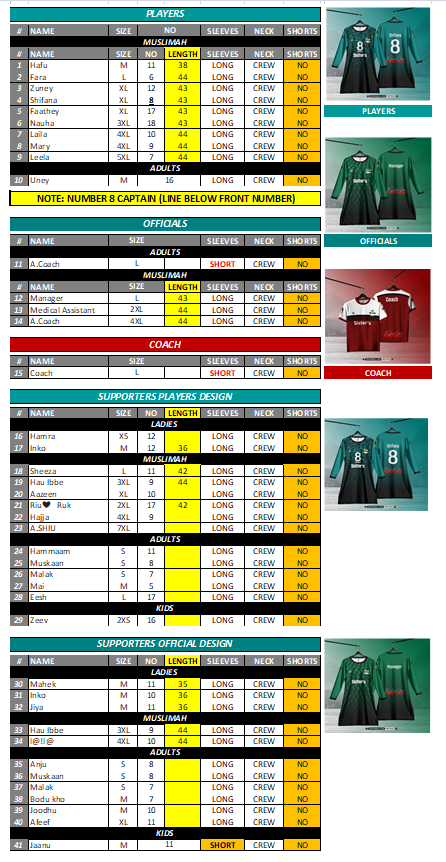 PLAYERS
# NAME SIZE NO SLEEVES NECK SHORTS
MUSLIMAH
# NAME SIZE NO LENGTH SLEEVES NECK SHORTS
1 Hafu M 11 38 LONG CREW NO
2 Fara L 6 44 LONG CREW NO
3 Zuney XL 12 43 LONG CREW NO
4 Shifana XL 8 43 LONG CREW NO
5 Faathey XL 12 43 LONG CREW NO
6 Nauha 3XL 18 43 LONG CREW NO
7 Laila 4XL 10 44 LONG CREW NO
8 Mary 4XL 9 44 LONG CREW NO
9 Leela 5XL 7 44 LONG CREW NO
ADULTS
10 Uney M 16 LONG CREW NO
NOTE: NUMBER 8 CAPTAIN (LINE BELOW FRONT NUMBER)
OFFICIALS
# NAME SIZE SLEEVES NECK SHORTS
ADULTS
11 A.Coach L SHORT CREW NO
MUSLIMAH
12 Manager L 43 LONG CREW NO
13 Medical Assistant 2XL 44 LONG CREW NO
14 A.Coach 4XL 44 LONG CREW NO
COACH
# NAME SIZE SLEEVES NECK SHORTS
15 Coach L SHORT CREW NO
SUPPORTERS PLAYERS DESIGN
# NAME SIZE NO LENGTH SLEEVES NECK SHORTS
LADIES
16 Hamra XS 12 LONG CREW NO
17 Inko M 12 36 LONG CREW NO
MUSLIMAH
18 Sheeza L 11 42 LONG CREW NO
19 Hau Ibbe 3XL 9 44 LONG CREW NO
20 Aazeen XL 10 LONG CREW NO
21 Riu♥ Ruk 2XL 17 42 LONG CREW NO
22 Hajja 4XL 9 LONG CREW NO
23 A.SHIU 7XL LONG CREW NO
ADULTS
24 Hammaam S 11 LONG CREW NO
25 Muskaan S 8 LONG CREW NO
26 Malak S 7 LONG CREW NO
27 Mai M 5 LONG CREW NO
28 Eesh L 17 LONG CREW NO
KIDS
29 Zeev 2XS 16 LONG CREW NO
SUPPORTERS OFFICIAL DESIGN
# NAME SIZE NO LENGTH SLEEVES NECK SHORTS
LADIES
30 Mahek M 11 35 LONG CREW NO
31 Inko M 10 36 LONG CREW NO
32 Jiya M 11 36 LONG CREW NO
MUSLIMAH
33 Hau Ibbe 3XL 9 44 LONG CREW NO
34 !@!!@ 4XL 10 44 LONG CREW NO
ADULTS
35 Anju S 8 LONG CREW NO
36 Muskaan S 8 LONG CREW NO
37 Malak S 7 LONG CREW NO
38 Bodu kho M 7 LONG CREW NO
39 Joodhu M 10 LONG CREW NO
40 Afeef XL 11 LONG CREW NO
KIDS
41 Jaanu M 11 SHORT CREW NO
8
Sister's
Shifana
8
PLAYERS
Sister's
Manager
OFFICIALS
Sister's
Coach
COACH
8
Sister's
Shifana
8
Sister's
Manager